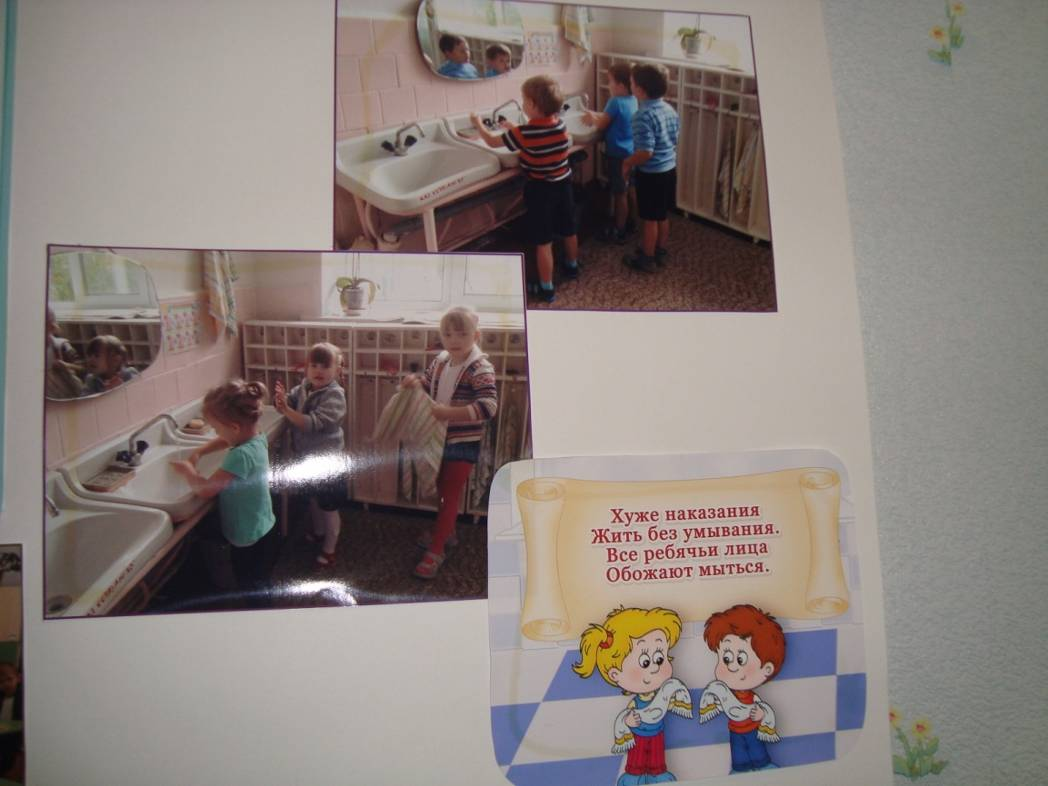 Хуже наказания
Жить без умывания.
Все ребячьи лица
Обожают мыться.